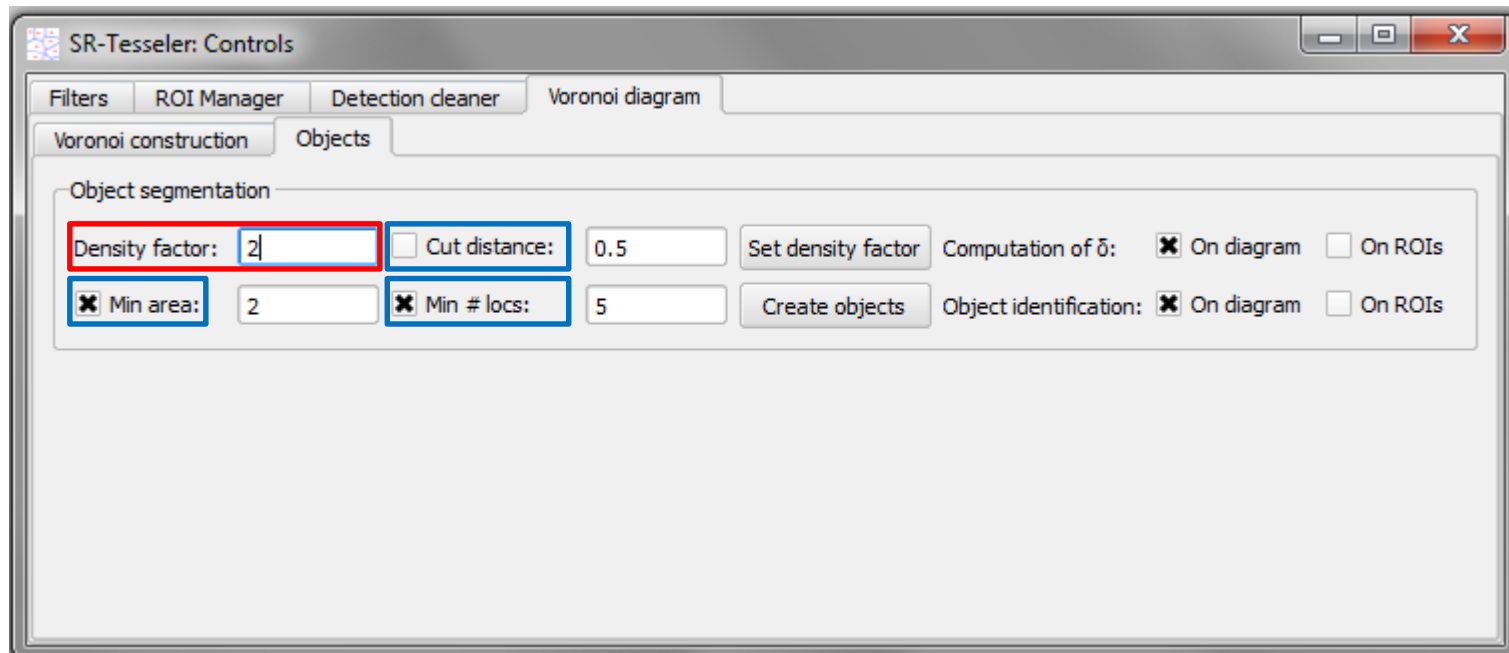 SR-Tesseler: Controls
Filters ROI Manager Detection cleaner Voronoi diagram
Voronoi construction Objects
Object segmentation
Density factor: 2 Cut distance: 0.5 Set density factor Computation of δ: On diagram On ROIs
Min area: 2 Min # locs: 5 Create objects Object identification: On diagram On ROIs